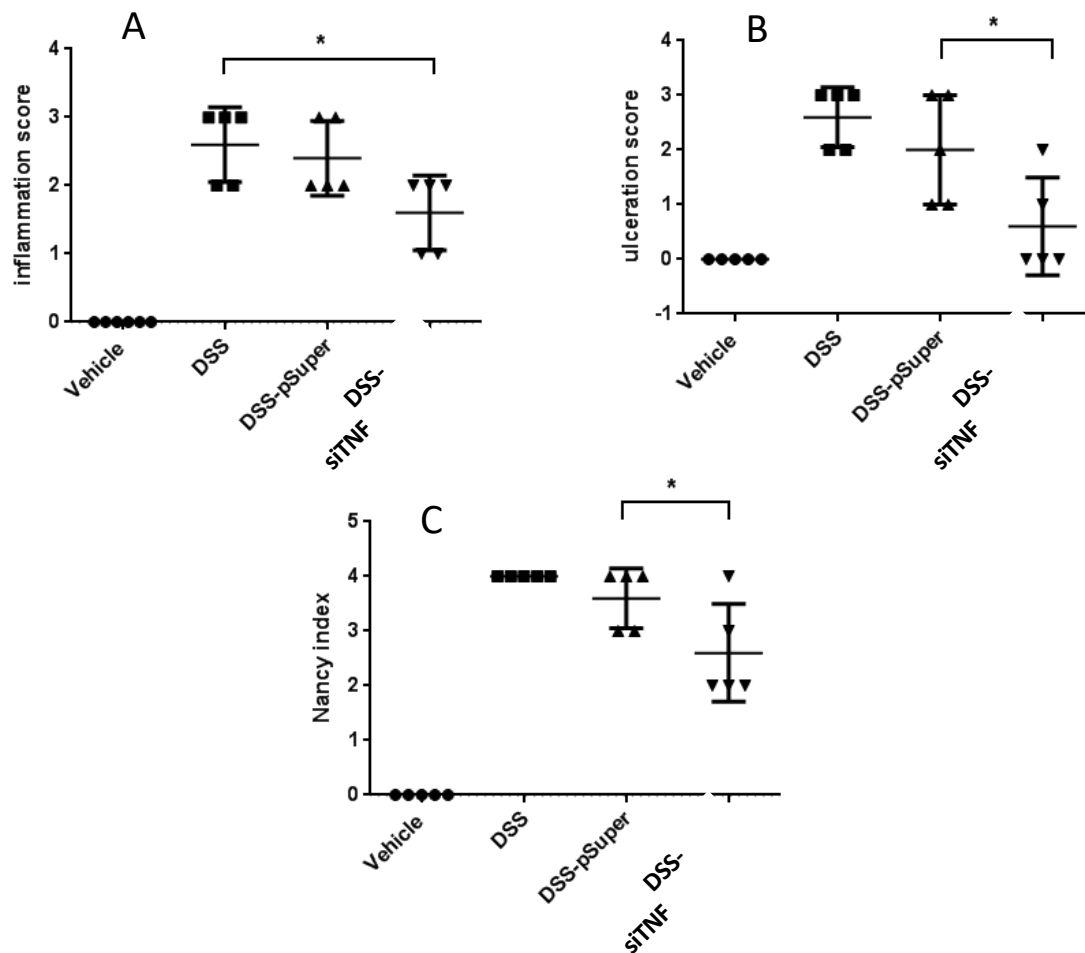 A
*
inflammation score
4
3
2
1
0
Vehicle
DSS
DSS-pSuper
DSS-
siTNF
B
*
ulceration score
4
3
2
1
0
-1
Vehicle
DSS
DSS-pSuper
DSS-
siTNF
C
*
Nancy index
5
4
3
2
1
0
Vehicle
DSS
DSS-pSuper
DSS-
siTNF